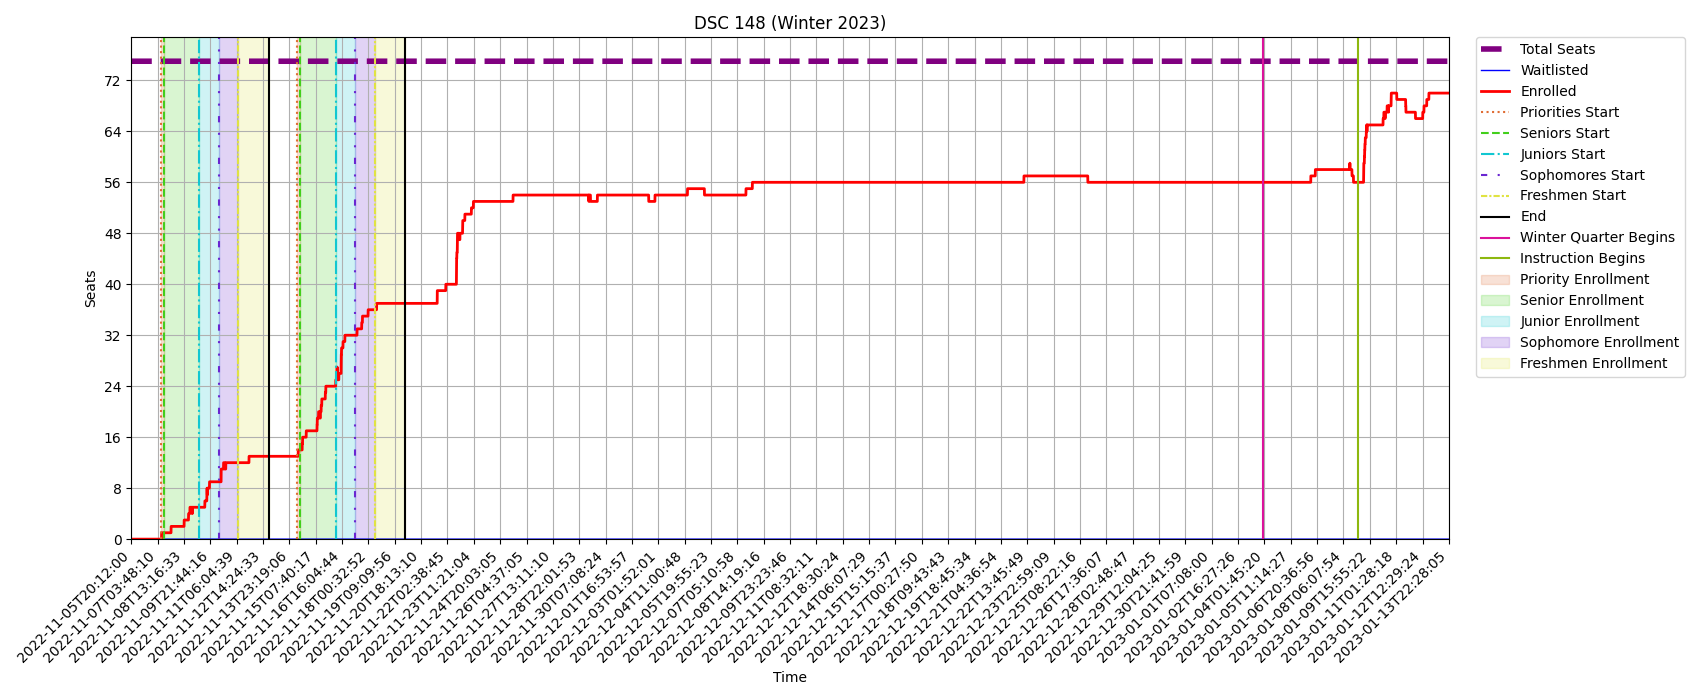 DSC 148 (Winter 2023)
Seats
72
64
56
48
40
32
24
16
8
0
2022-11-05T20:12:00
2022-11-07T03:48:10
2022-11-08T13:16:33
2022-11-09T21:44:16
2022-11-11T06:04:39
2022-11-12T14:24:33
2022-11-13T23:19:06
2022-11-15T07:40:17
2022-11-16T16:04:44
2022-11-18T00:32:52
2022-11-19T09:09:56
2022-11-20T18:13:10
2022-11-22T02:38:45
2022-11-23T11:21:04
2022-11-24T20:03:05
2022-11-26T04:37:05
2022-11-27T13:11:10
2022-11-28T22:01:53
2022-11-30T07:08:24
2022-12-01T16:53:57
2022-12-03T01:52:01
2022-12-04T11:00:48
2022-12-05T19:55:23
2022-12-07T05:10:58
2022-12-08T14:19:16
2022-12-09T23:23:46
2022-12-11T08:32:11
2022-12-12T18:30:24
2022-12-14T06:07:29
2022-12-15T15:15:37
2022-12-17T00:27:50
2022-12-18T09:43:43
2022-12-19T18:45:34
2022-12-21T04:36:54
2022-12-22T13:45:49
2022-12-23T22:59:09
2022-12-25T08:22:16
2022-12-26T17:36:07
2022-12-28T02:48:47
2022-12-29T12:04:25
2022-12-30T21:41:59
2023-01-01T07:08:00
2023-01-02T16:27:26
2023-01-04T01:45:20
2023-01-05T11:14:27
2023-01-06T20:36:56
2023-01-08T06:07:54
2023-01-09T15:55:22
2023-01-11T01:28:18
2023-01-12T12:29:24
2023-01-13T22:28:05
Time
Total Seats
Waitlisted
Enrolled
Priorities Start
Seniors Start
Juniors Start
Sophomores Start
Freshmen Start
End
Winter Quarter Begins
Instruction Begins
Priority Enrollment
Senior Enrollment
Junior Enrollment
Sophomore Enrollment
Freshmen Enrollment